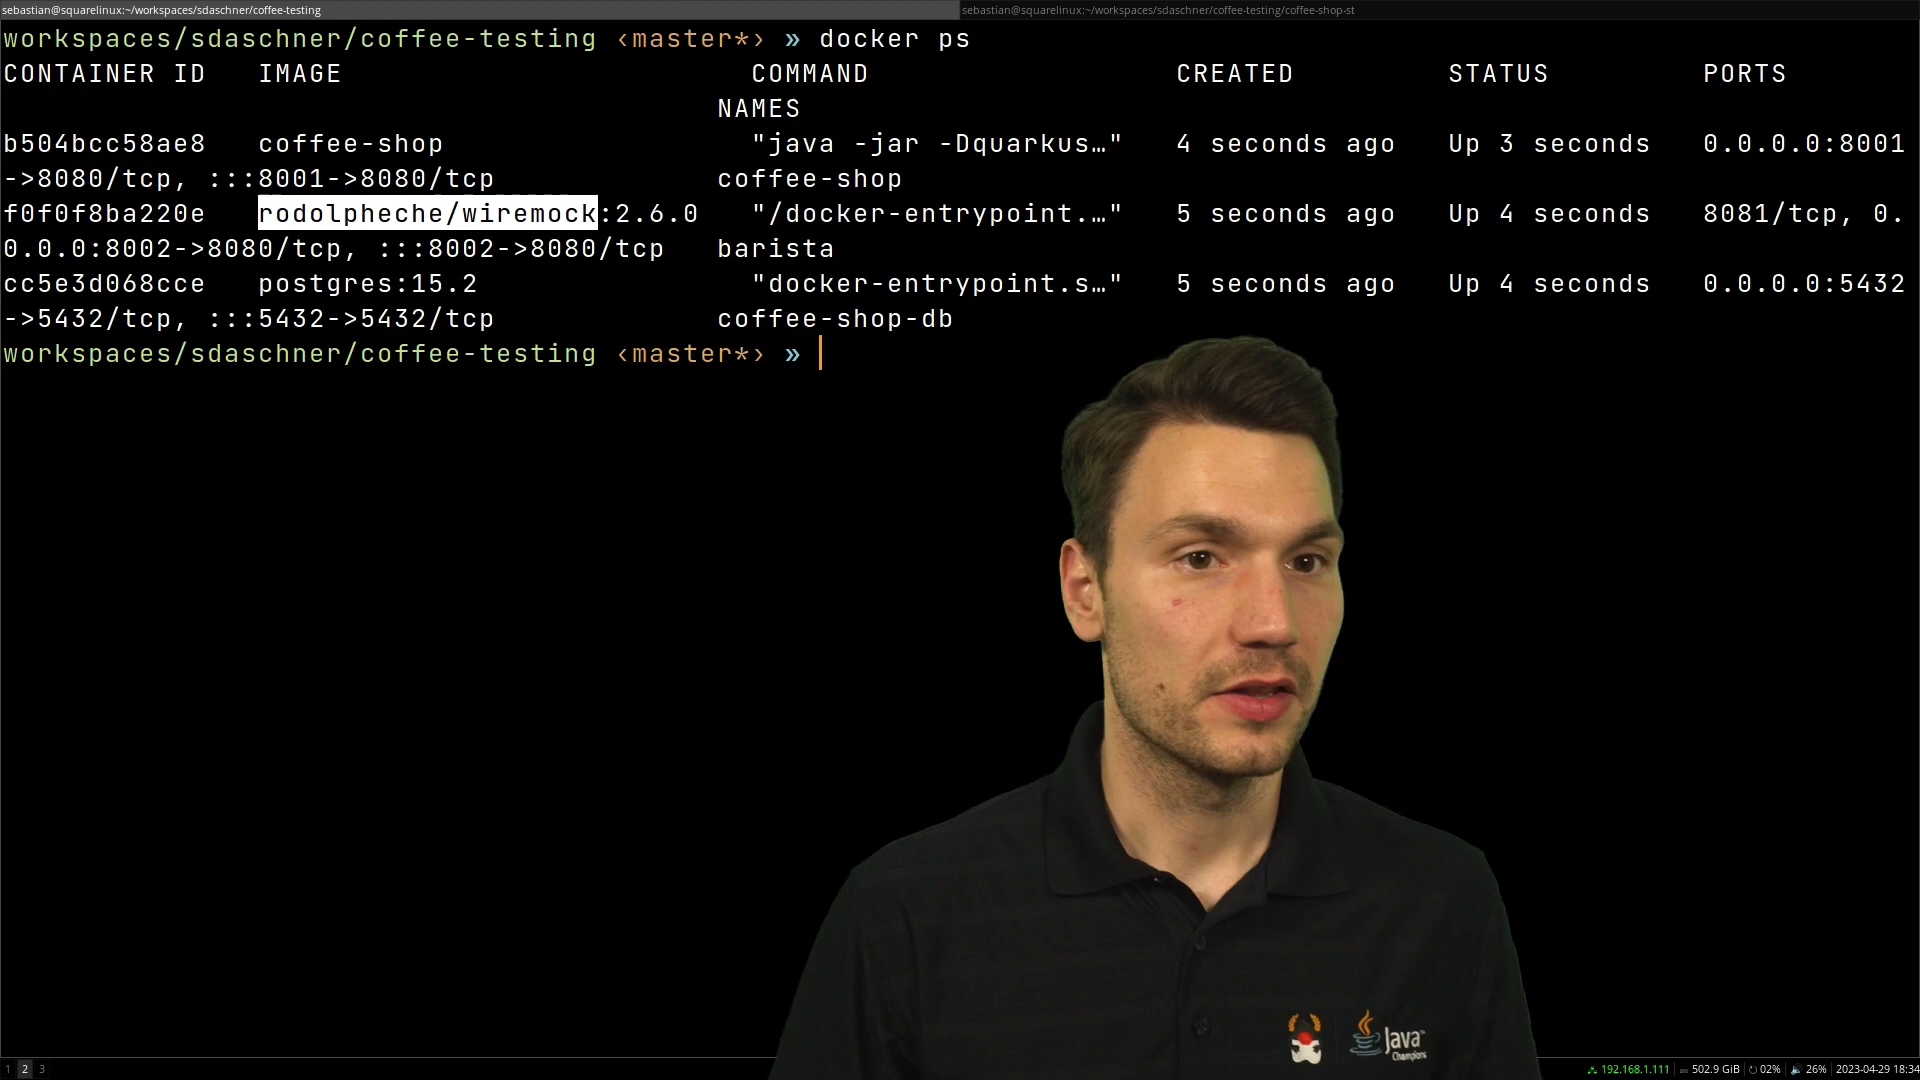 sebastian@squarelinux:~/workspaces/sdaschner/coffee-testing
sebastian@squarelinux:~/workspaces/sdaschner/coffee-testing/coffee-shop-st
workspaces/sdaschner/coffee-testing ‹master*› » docker ps
CONTAINER ID IMAGE COMMAND CREATED STATUS PORTS
NAMES
b504bcc58ae8 coffee-shop "java -jar -Dquarkus…" 4 seconds ago Up 3 seconds 0.0.0.0:8001
->8080/tcp, :::8001->8080/tcp coffee-shop
f0f0f8ba220e rodolpheche/wiremock:2.6.0 "/docker-entrypoint.…" 5 seconds ago Up 4 seconds 8081/tcp, 0.
0.0.0:8002->8080/tcp, :::8002->8080/tcp barista
cc5e3d068cce postgres:15.2 "docker-entrypoint.s…" 5 seconds ago Up 4 seconds 0.0.0.0:5432
->5432/tcp, :::5432->5432/tcp coffee-shop-db
workspaces/sdaschner/coffee-testing ‹master*› »
Java™
Champions
1 2 3
192.168.1.111 502.9 GiB 02% 26% 2023-04-29 18:34